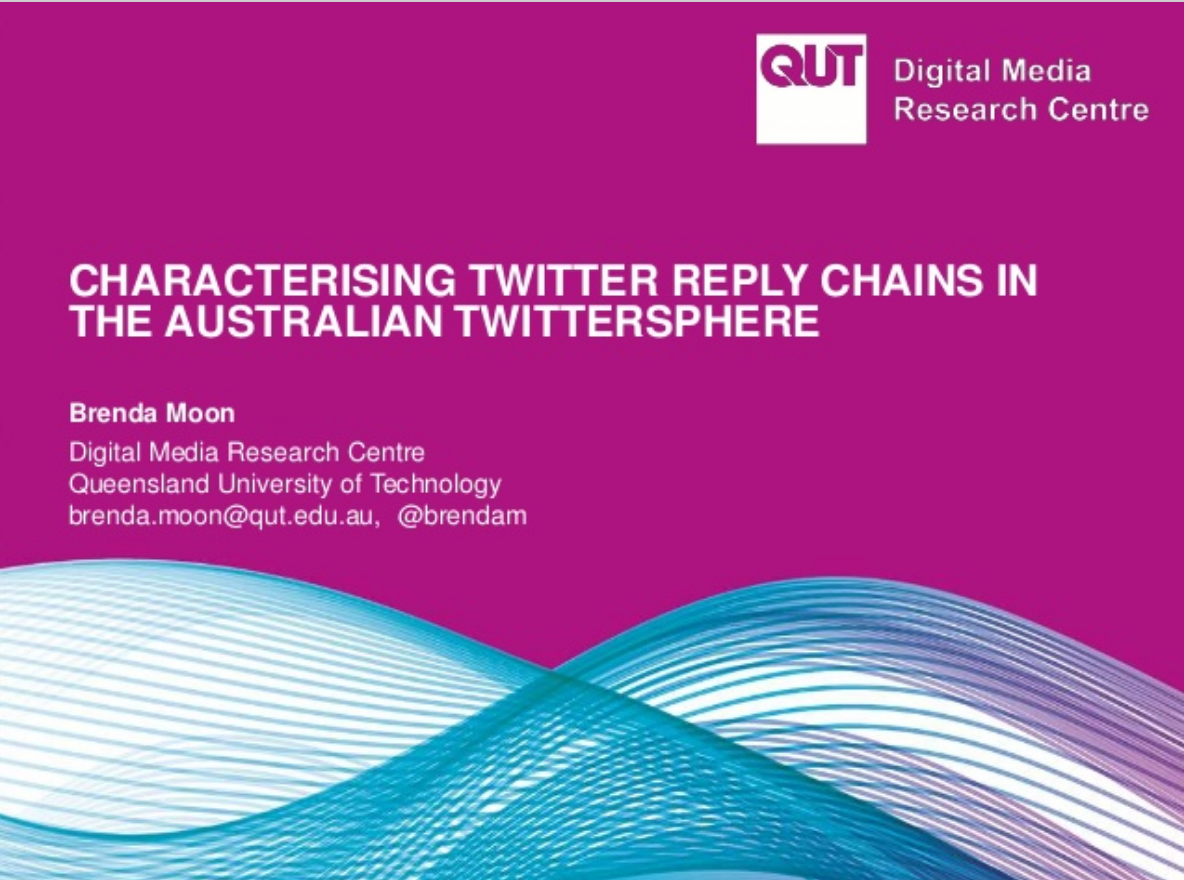 QUT
Digital Media
Research Centre
CHARACTERISING TWITTER REPLY CHAINS IN
THE AUSTRALIAN TWITTERSPHERE
Brenda Moon
Digital Media Research Centre
Queensland University of Technology
brenda.moon@qut.edu.au, @brendam